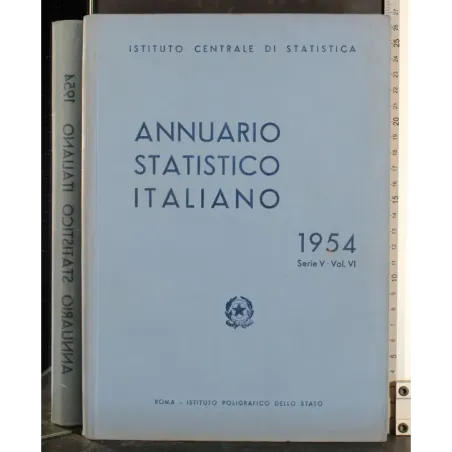 ISTITUTO CENTRALE DI STATISTICA
ANNUARIO
STATISTICO
ITALIANO
1954
Serie V - Vol. VI
ROMA - ISTITUTO POLIGRAFICO DELLO STATO
ANNUARIO STATISTICO ITALIANO 1954